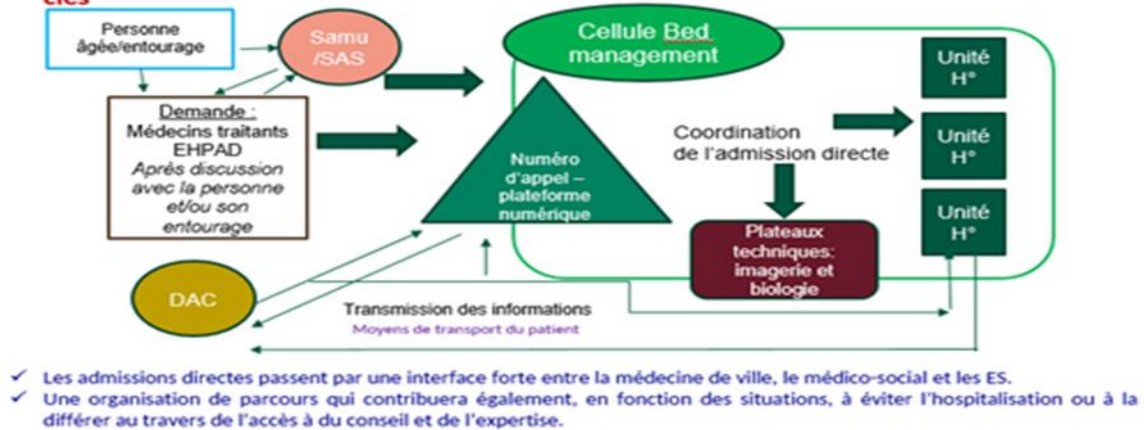 clés
Personne
âgée/entourage
Samu
/SAS
Cellule Bed
management
Unité
H°
Demande :
Médecins traitants
EHPAD
Après discussion
avec la personne
et/ou son
entourage
Numéro
d'appel –
plateforme
numérique
Coordination
de l'admission directe
Unité
H°
Unité
H°
Plateaux
techniques:
imagerie et
biologie
DAC
Transmission des informations
Moyens de transport du patient
✓ Les admissions directes passent par une interface forte entre la médecine de ville, le médico-social et les ES.
✓ Une organisation de parcours qui contribuera également, en fonction des situations, à éviter l'hospitalisation ou à la
différer au travers de l'accès à du conseil et de l'expertise.